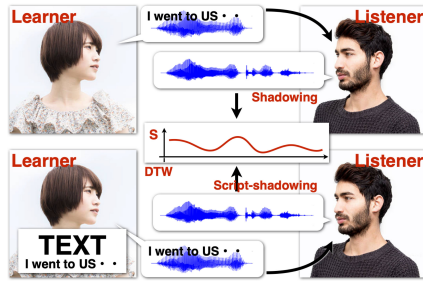 Learner
I went to US・・
Listener
Shadowing
S
DTW
Script-shadowing
Learner
Listener
TEXT
I went to US・・
I went to US・・